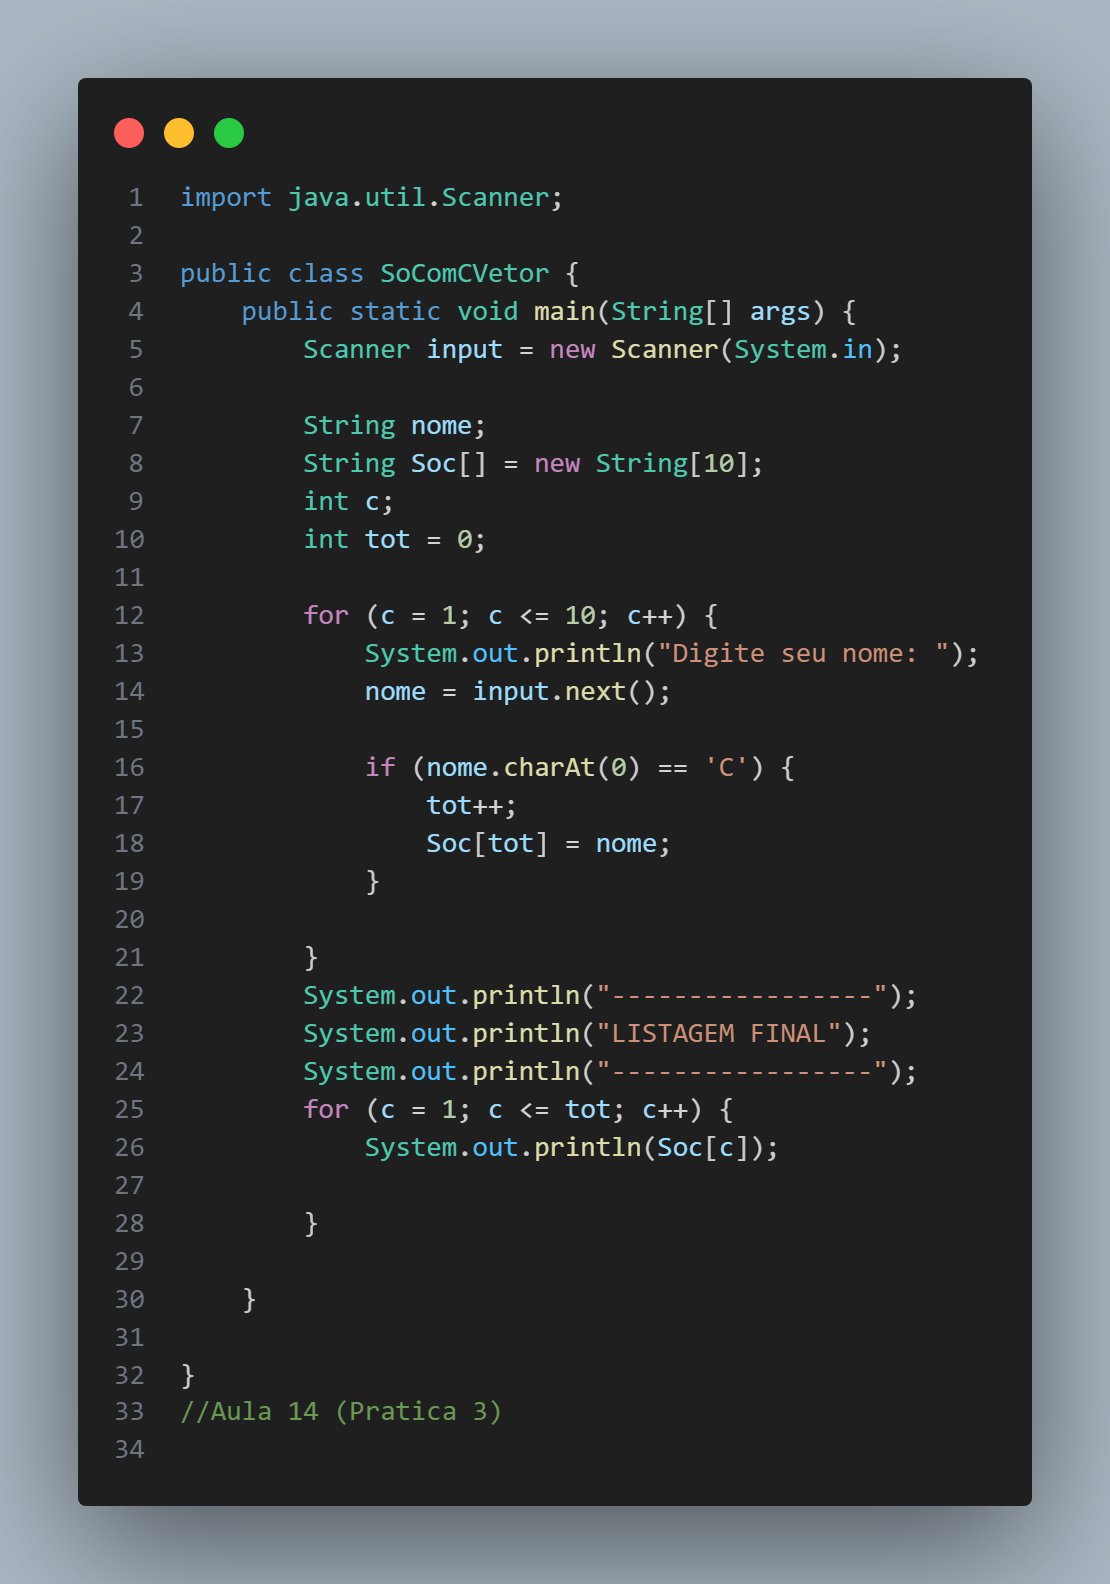 1 import java.util.Scanner;
2
3 public class SoComCVetor {
4     public static void main(String[] args) {
5         Scanner input = new Scanner(System.in);
6
7         String nome;
8         String Soc[] = new String[10];
9         int c;
10         int tot = 0;
11
12         for (c = 1; c <= 10; c++) {
13             System.out.println("Digite seu nome: ");
14             nome = input.next();
15
16             if (nome.charAt(0) == 'C') {
17                 tot++;
18                 Soc[tot] = nome;
19             }
20
21         }
22         System.out.println("-----------------");
23         System.out.println("LISTAGEM FINAL");
24         System.out.println("-----------------");
25         for (c = 1; c <= tot; c++) {
26             System.out.println(Soc[c]);
27
28         }
29
30     }
31
32 }
33 //Aula 14 (Pratica 3)
34